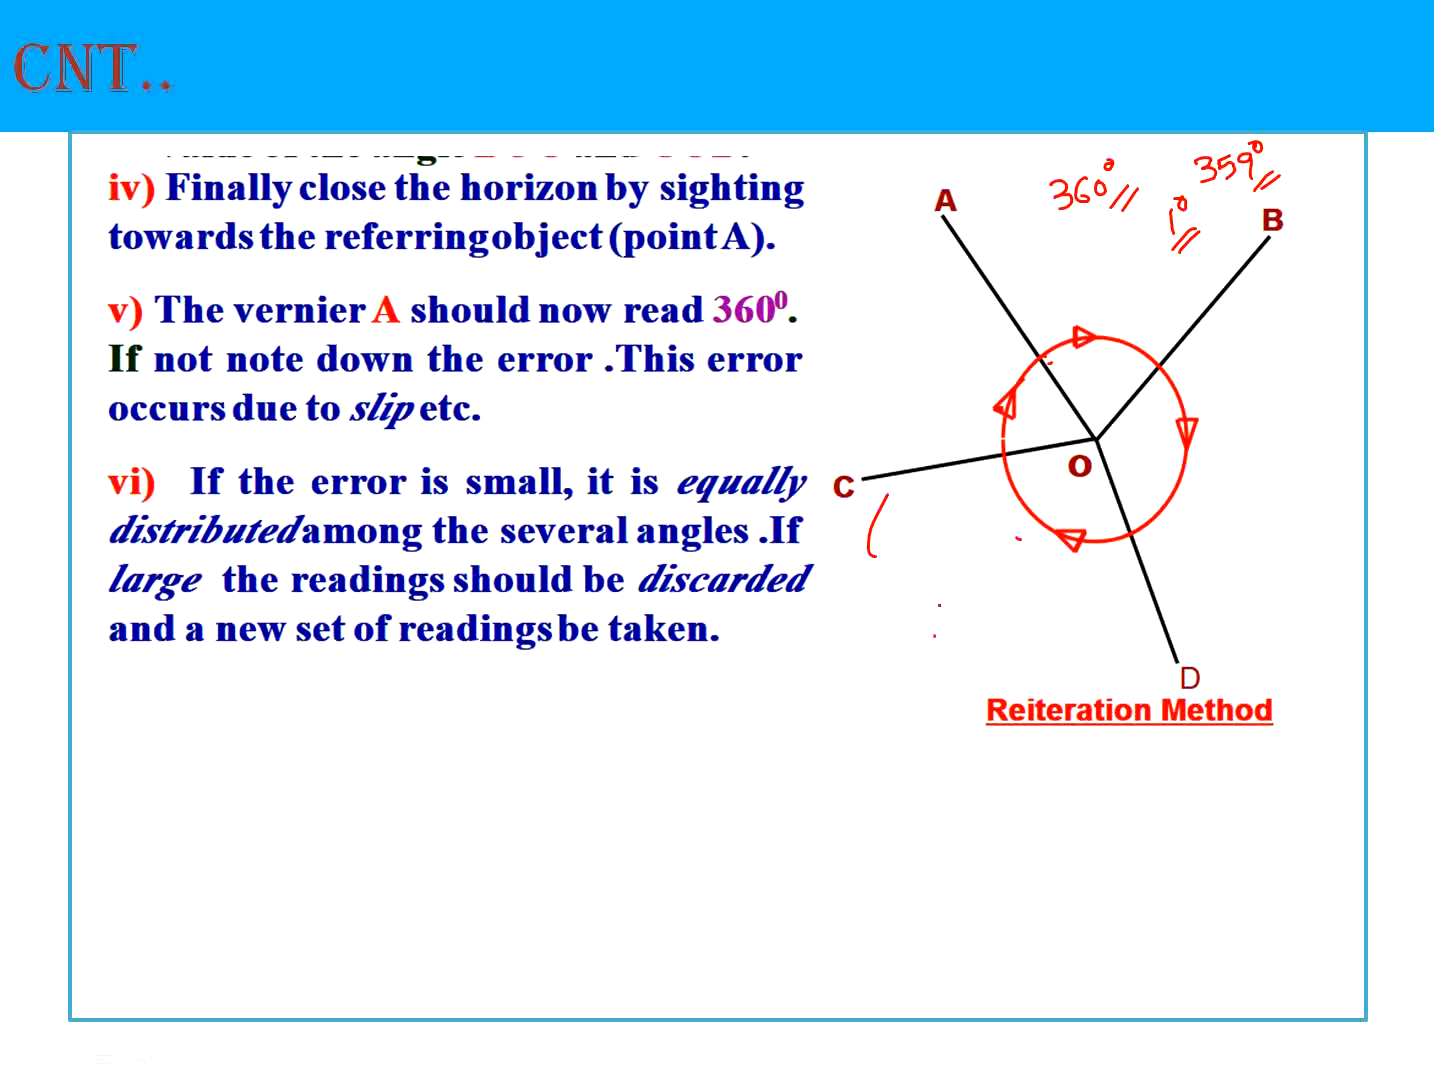 CNT..
iv) Finally close the horizon by sighting
towards the referring object (point A).
v) The vernier A should now read 360⁰.
If not note down the error .This error
occurs due to slip etc.
vi) If the error is small, it is equally
distributed among the several angles .If
large the readings should be discarded
and a new set of readings be taken.
360°
359°
1°
A
B
C
O
D
Reiteration Method